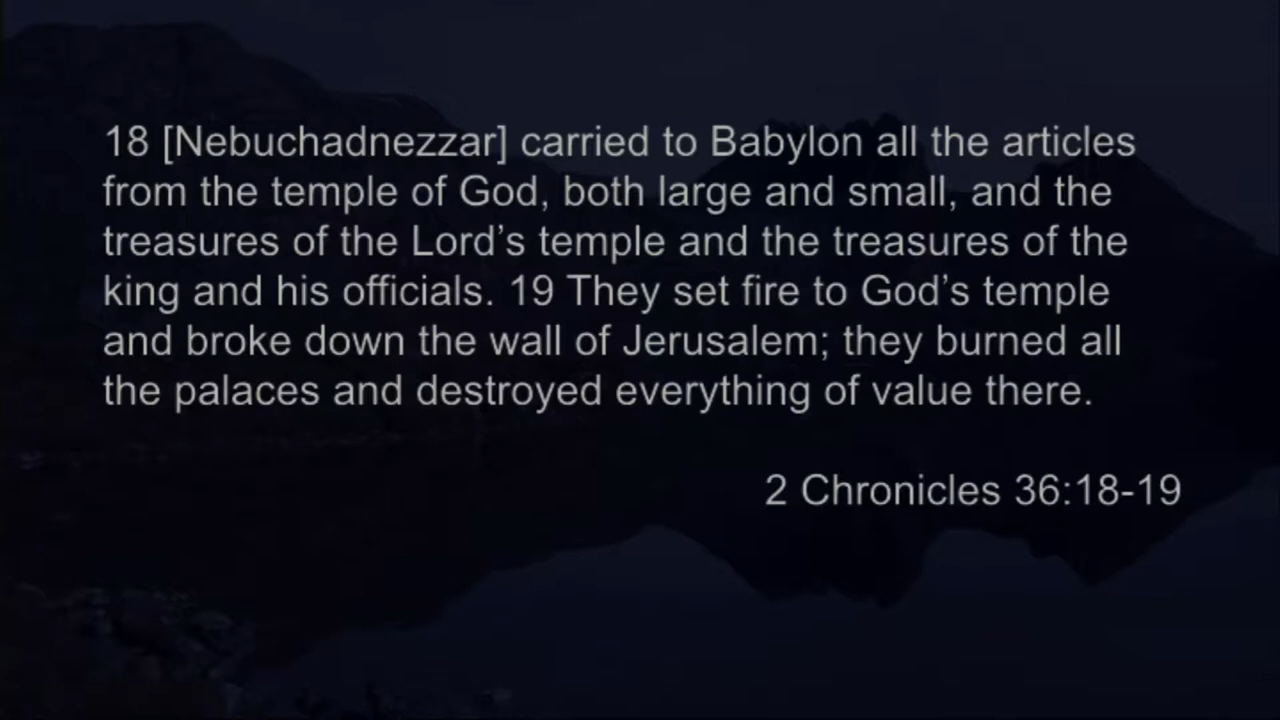 18 [Nebuchadnezzar] carried to Babylon all the articles
from the temple of God, both large and small, and the
treasures of the Lord’s temple and the treasures of the
king and his officials. 19 They set fire to God’s temple
and broke down the wall of Jerusalem; they burned all
the palaces and destroyed everything of value there.
2 Chronicles 36:18-19